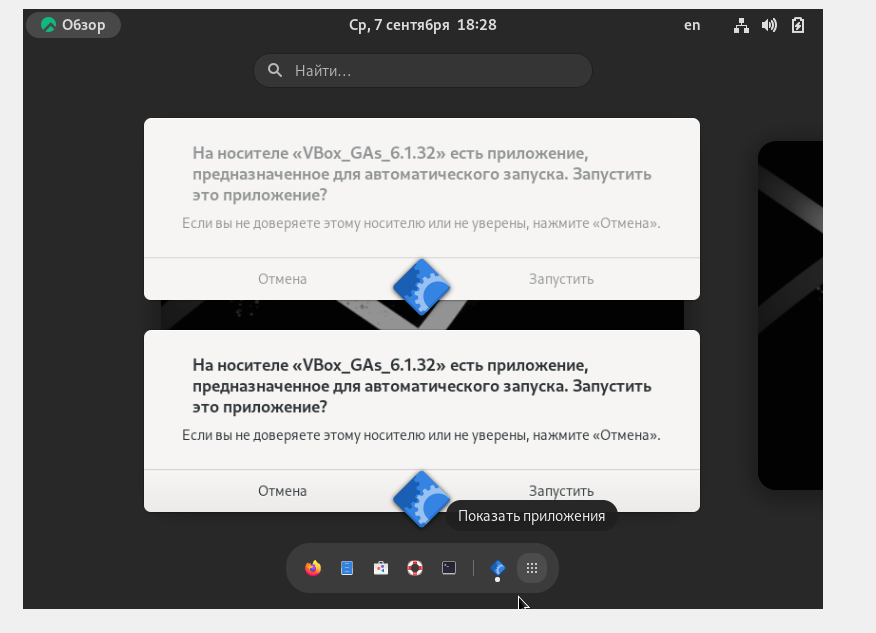 Обзор
Ср, 7 сентября 18:28
en
Найти…
На носителе «VBox_GAs_6.1.32» есть приложение,
предназначенное для автоматического запуска. Запустить
это приложение?
Если вы не доверяете этому носителю или не уверены, нажмите «Отмена».
Отмена
Запустить
На носителе «VBox_GAs_6.1.32» есть приложение,
предназначенное для автоматического запуска. Запустить
это приложение?
Если вы не доверяете этому носителю или не уверены, нажмите «Отмена».
Отмена
Запустить
Показать приложения